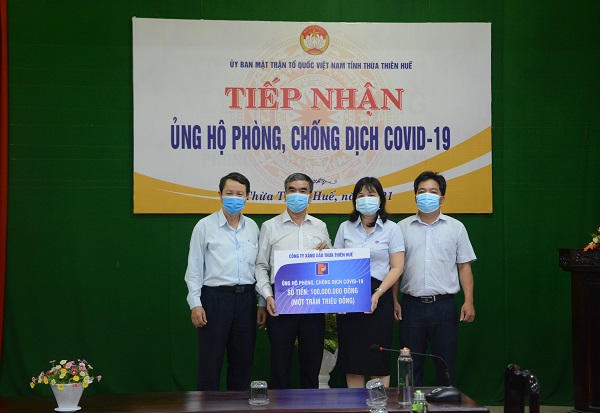 ỦY BAN MẶT TRẬN TỔ QUỐC VIỆT NAM TỈNH THỪA THIÊN HUẾ
TIẾP NHẬN
ỦNG HỘ PHÒNG, CHỐNG DỊCH COVID-19
Thừa Huế,
CÔNG TY XĂNG DẦU THỪA THIÊN HUẾ
ỦNG HỘ PHÒNG, CHỐNG DỊCH COVID-19
SỐ TIỀN: 100.000.000 ĐỒNG
(MỘT TRĂM TRIỆU ĐỒNG)